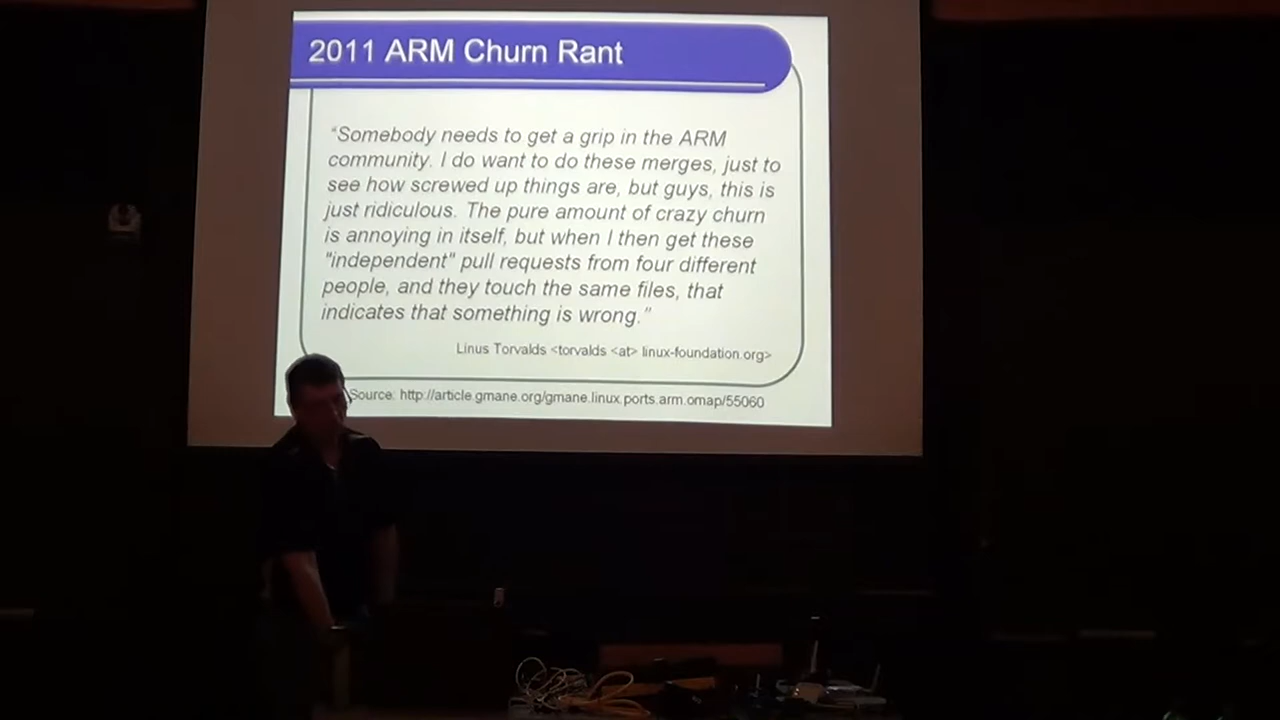 2011 ARM Churn Rant
“Somebody needs to get a grip in the ARM
community. I do want to do these merges, just to
see how screwed up things are, but guys, this is
just ridiculous. The pure amount of crazy churn
is annoying in itself, but when I then get these
"independent" pull requests from four different
people, and they touch the same files, that
indicates that something is wrong.”
Linus Torvalds <torvalds <at> linux-foundation.org>
Source: http://article.gmane.org/gmane.linux.ports.arm.omap/55060